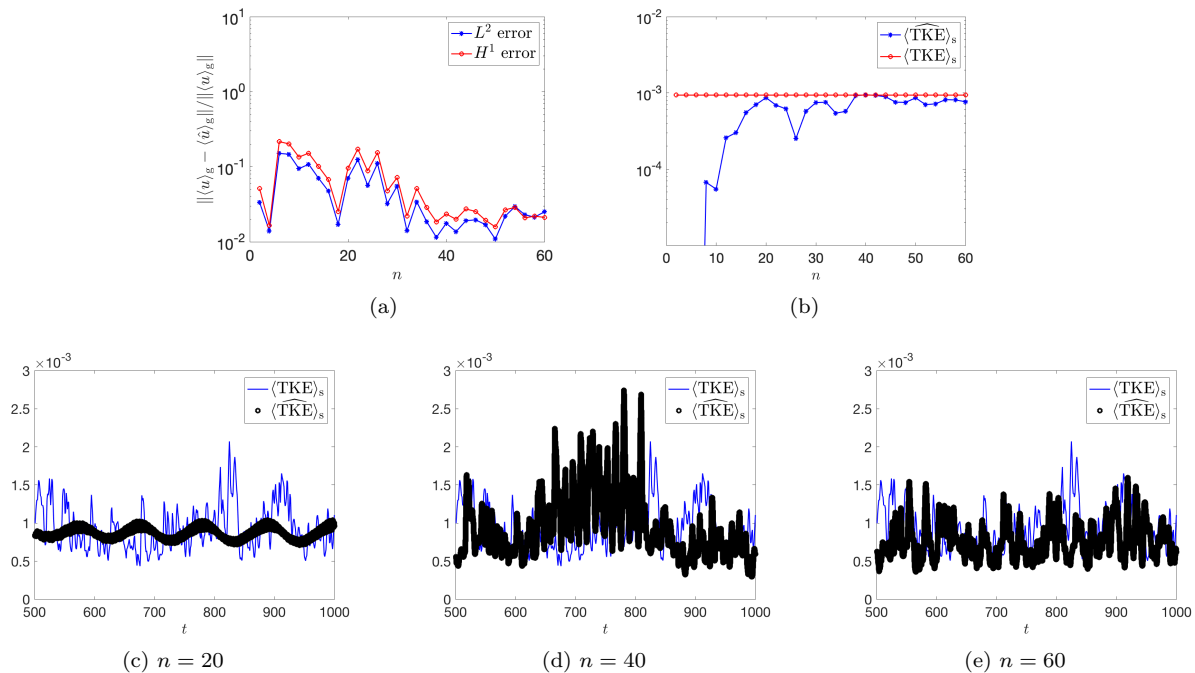 10^1
10^0
10^-1
10^-2
0 20 40 60
n
||⟨u⟩_g − ⟨û⟩_g||/||⟨u⟩_g||
L^2 error
H^1 error
(a)
10^-2
10^-3
10^-4
0 10 20 30 40 50 60
n
⟨\widehat{TKE}⟩_s
⟨TKE⟩_s
(b)
×10^-3
3
2.5
2
1.5
1
0.5
0
500 600 700 800 900 1000
t
⟨TKE⟩_s
⟨\widehat{TKE}⟩_s
(c) n = 20
×10^-3
3
2.5
2
1.5
1
0.5
0
500 600 700 800 900 1000
t
⟨TKE⟩_s
⟨\widehat{TKE}⟩_s
(d) n = 40
×10^-3
3
2.5
2
1.5
1
0.5
0
500 600 700 800 900 1000
t
⟨TKE⟩_s
⟨\widehat{TKE}⟩_s
(e) n = 60